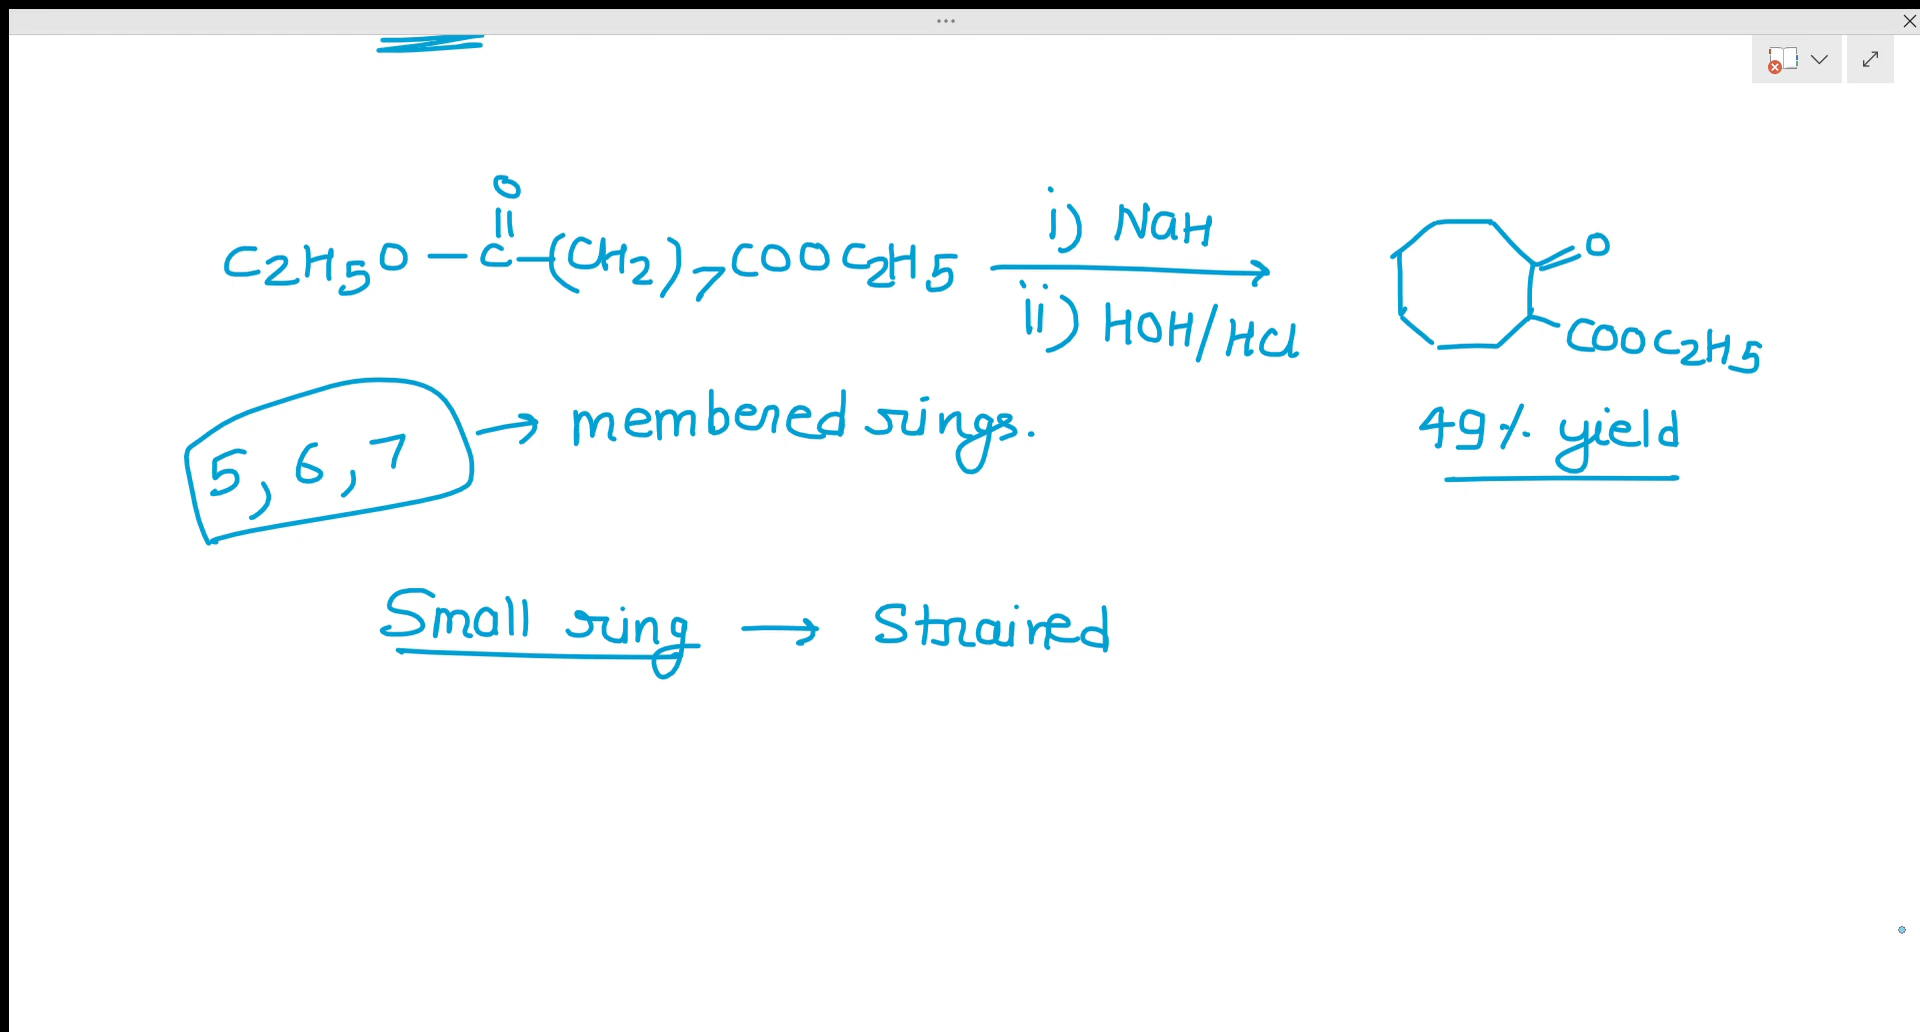 C2H5O-C(=O)-(CH2)7COOC2H5
i) NaH
ii) HOH/HCl
O
COOC2H5
5, 6, 7 → membered rings.
49% yield
Small ring → Strained